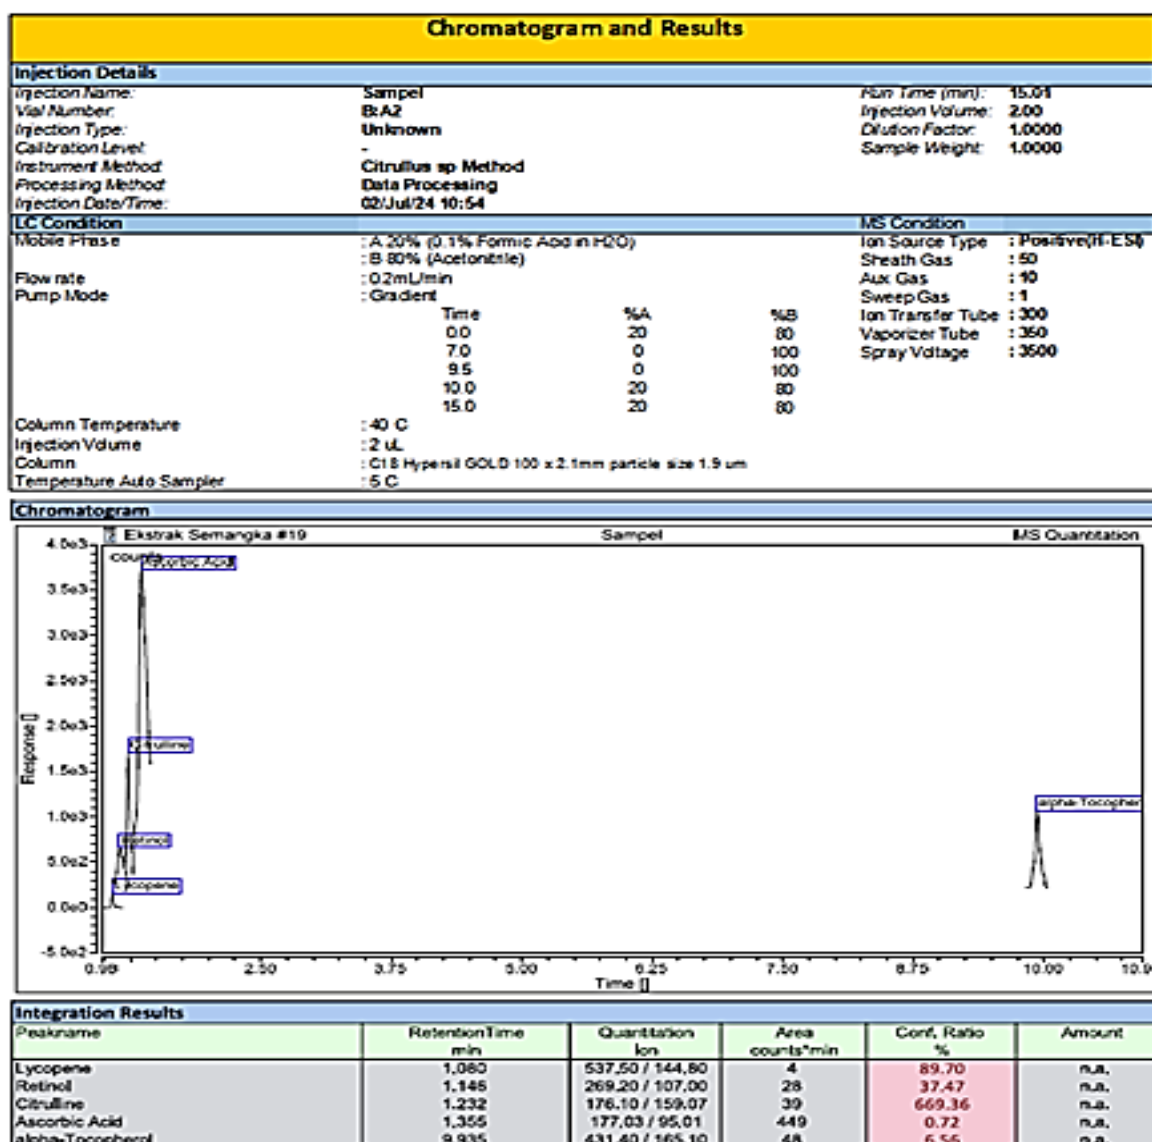 Chromatogram and Results
Injection Details
Injection Name: Sampel Run Time (min): 15.01
Vial Number: B:A2 Injection Volume: 2.00
Injection Type: Unknown Dilution Factor: 1.0000
Calibration Level: - Sample Weight: 1.0000
Instrument Method: Citrullus sp Method
Processing Method: Data Processing
Injection Date/Time: 02/Jul/24 10:54
LC Condition MS Condition
Mobile Phase : A 20% (0.1% Formic Acid in H2O) Ion Source Type : Positive(H-ESI)
: B 80% (Acetonitrile) Sheath Gas : 50
Flow rate : 0.2mL/min Aux Gas : 10
Pump Mode : Gradient Sweep Gas : 1
Time %A %B Ion Transfer Tube : 300
0.0 20 80 Vaporizer Tube : 350
7.0 0 100 Spray Voltage : 3500
9.5 0 100
10.0 20 80
15.0 20 80
Column Temperature : 40 C
Injection Volume : 2 uL
Column : C18 Hypersil GOLD 100 x 2.1mm particle size 1.9 um
Temperature Auto Sampler : 5 C
Chromatogram
Ekstrak Semangka #19 Sampel MS Quantitation
4.0e3
counts
Ascorbic Acid
3.5e3
3.0e3
2.5e3
2.0e3
Citrulline
1.5e3
alpha-Tocopher
1.0e3
Retinol
5.0e2
Lycopene
0.0e0
-5.0e2
Response []
0.98 2.50 3.75 5.00 6.25 7.50 8.75 10.00 10.9
Time []
Integration Results
Peakname RetentionTime Quantitation Area Conf. Ratio Amount
min Ion counts*min %
Lycopene 1.060 537.50 / 144.80 4 89.70 n.a.
Retinol 1.146 269.20 / 107.00 28 37.47 n.a.
Citrulline 1.232 176.10 / 159.07 39 669.36 n.a.
Ascorbic Acid 1.355 177.03 / 95.01 449 0.72 n.a.
alpha-Tocopherol 9.935 431.40 / 165.10 48 6.56 n.a.